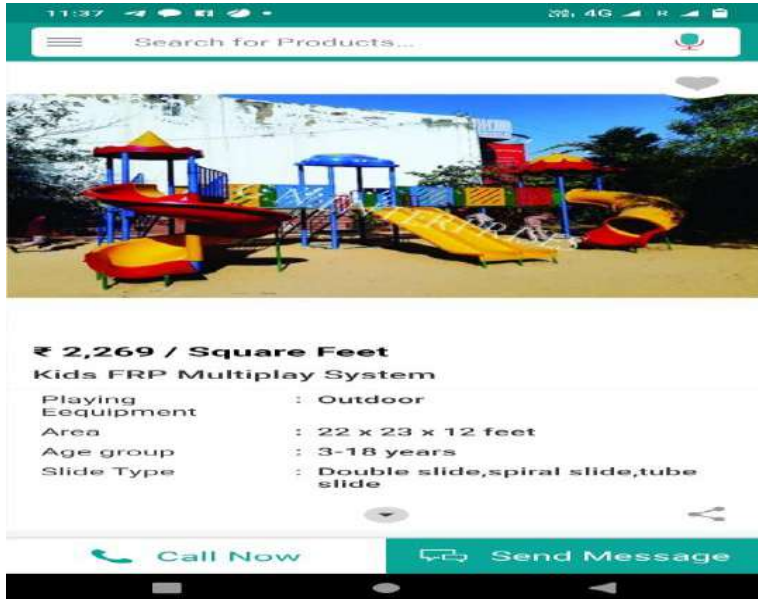 11:37
4G R
Search for Products...
ENTERPRISES
₹ 2,269 / Square Feet
Kids FRP Multiplay System
Playing Eequipment : Outdoor
Area : 22 x 23 x 12 feet
Age group : 3-18 years
Slide Type : Double slide,spiral slide,tube slide
Call Now
Send Message